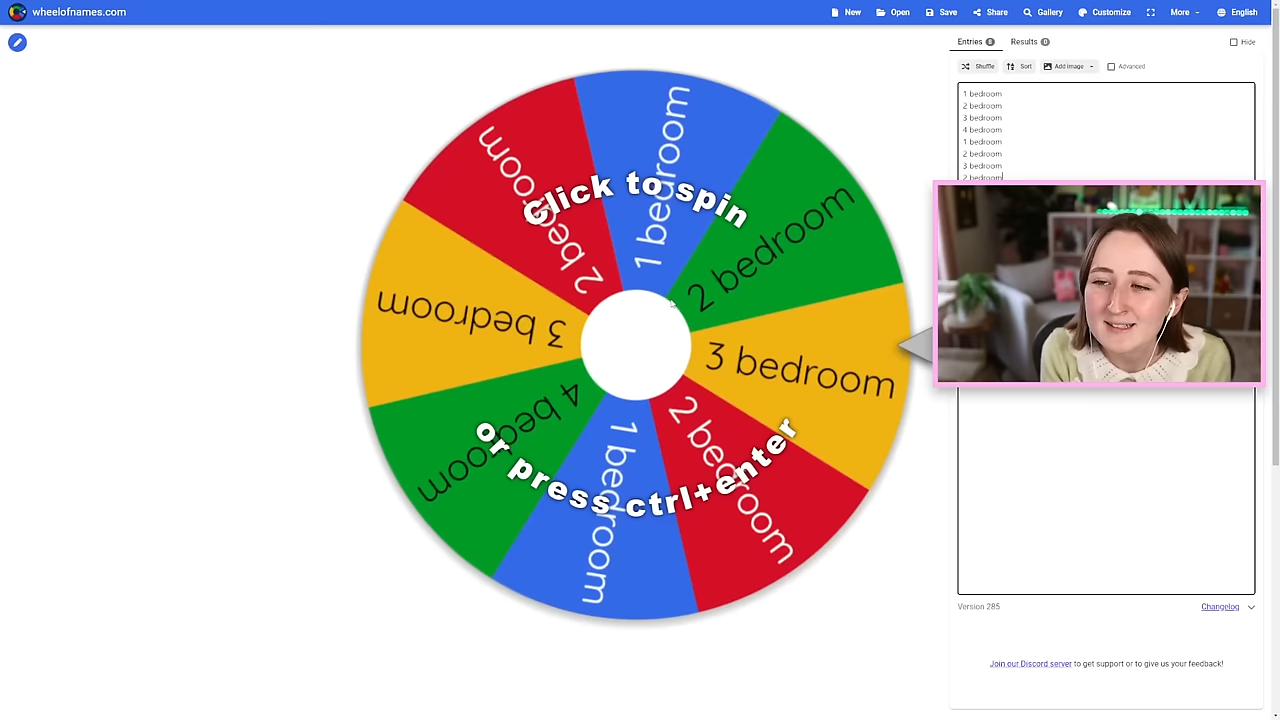 wheelofnames.com
New
Open
Save
Share
Gallery
Customize
More
English
Entries 8
Results 0
Hide
Shuffle
Sort
Add image
Advanced
1 bedroom
2 bedroom
3 bedroom
4 bedroom
1 bedroom
2 bedroom
3 bedroom
2 bedroom
1 bedroom
2 bedroom
3 bedroom
2 bedroom
1 bedroom
4 bedroom
3 bedroom
2 bedroom
Click to spin
or press ctrl+enter
Version 285
Changelog
Join our Discord server to get support or to give us your feedback!